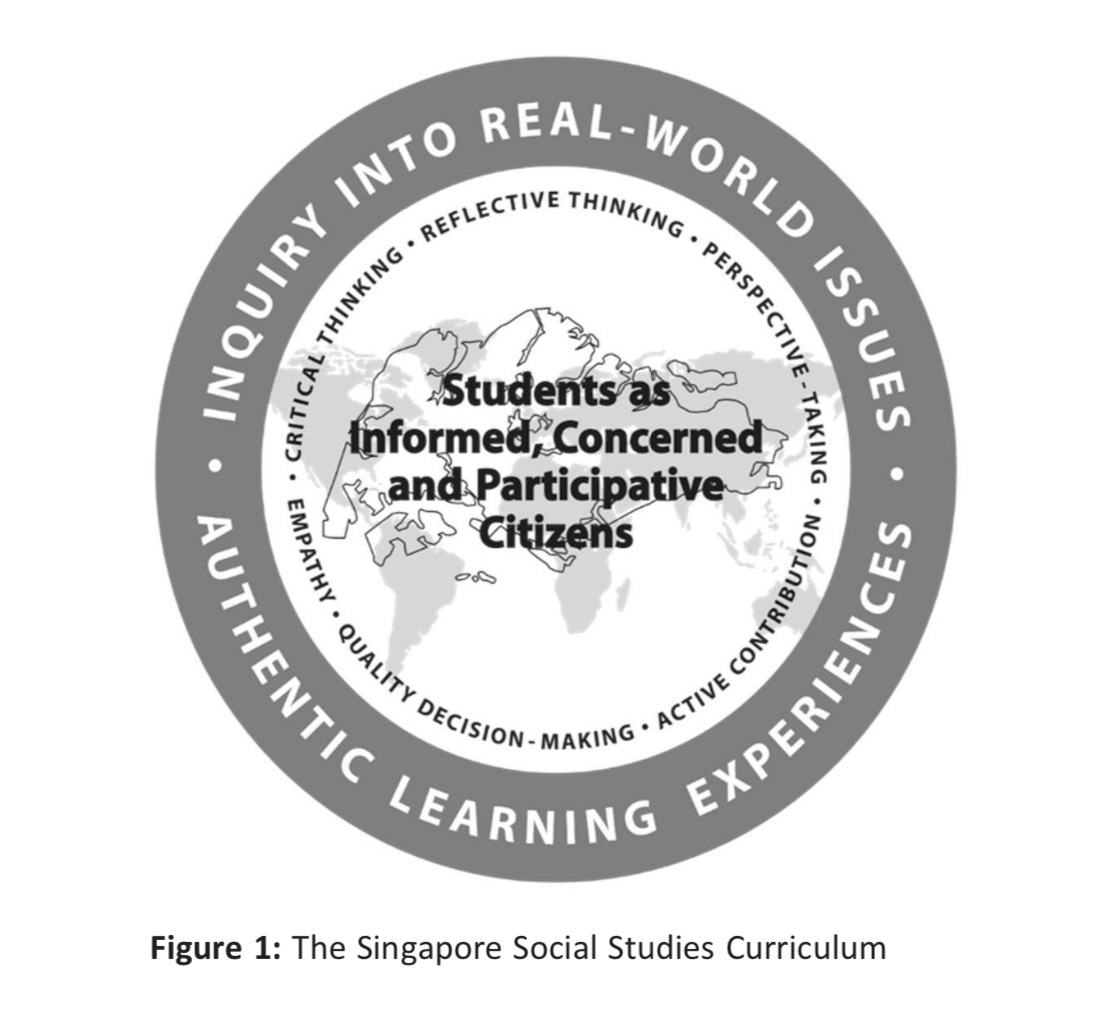 • INQUIRY INTO REAL-WORLD ISSUES •
AUTHENTIC LEARNING EXPERIENCES
• CRITICAL THINKING • REFLECTIVE THINKING • PERSPECTIVE-TAKING •
EMPATHY • QUALITY DECISION-MAKING • ACTIVE CONTRIBUTION
Students as
Informed, Concerned
and Participative
Citizens
Figure 1: The Singapore Social Studies Curriculum